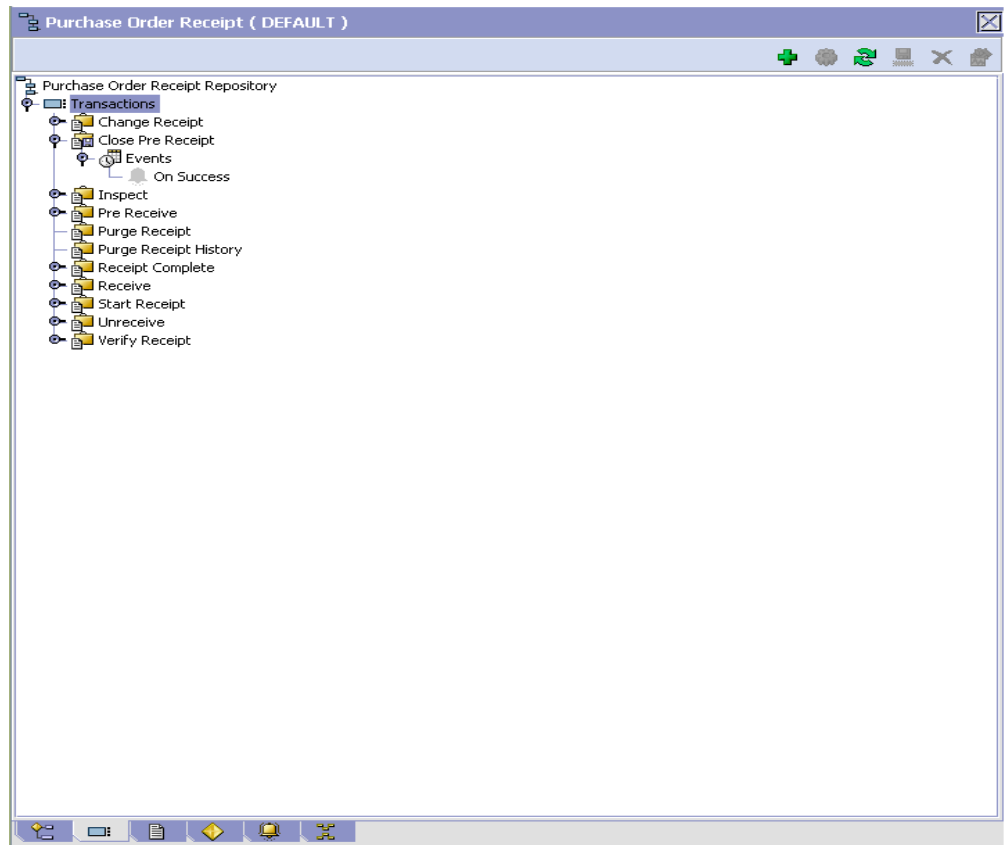 Purchase Order Receipt ( DEFAULT )
Purchase Order Receipt Repository
Transactions
Change Receipt
Close Pre Receipt
Events
On Success
Inspect
Pre Receive
Purge Receipt
Purge Receipt History
Receipt Complete
Receive
Start Receipt
Unreceive
Verify Receipt